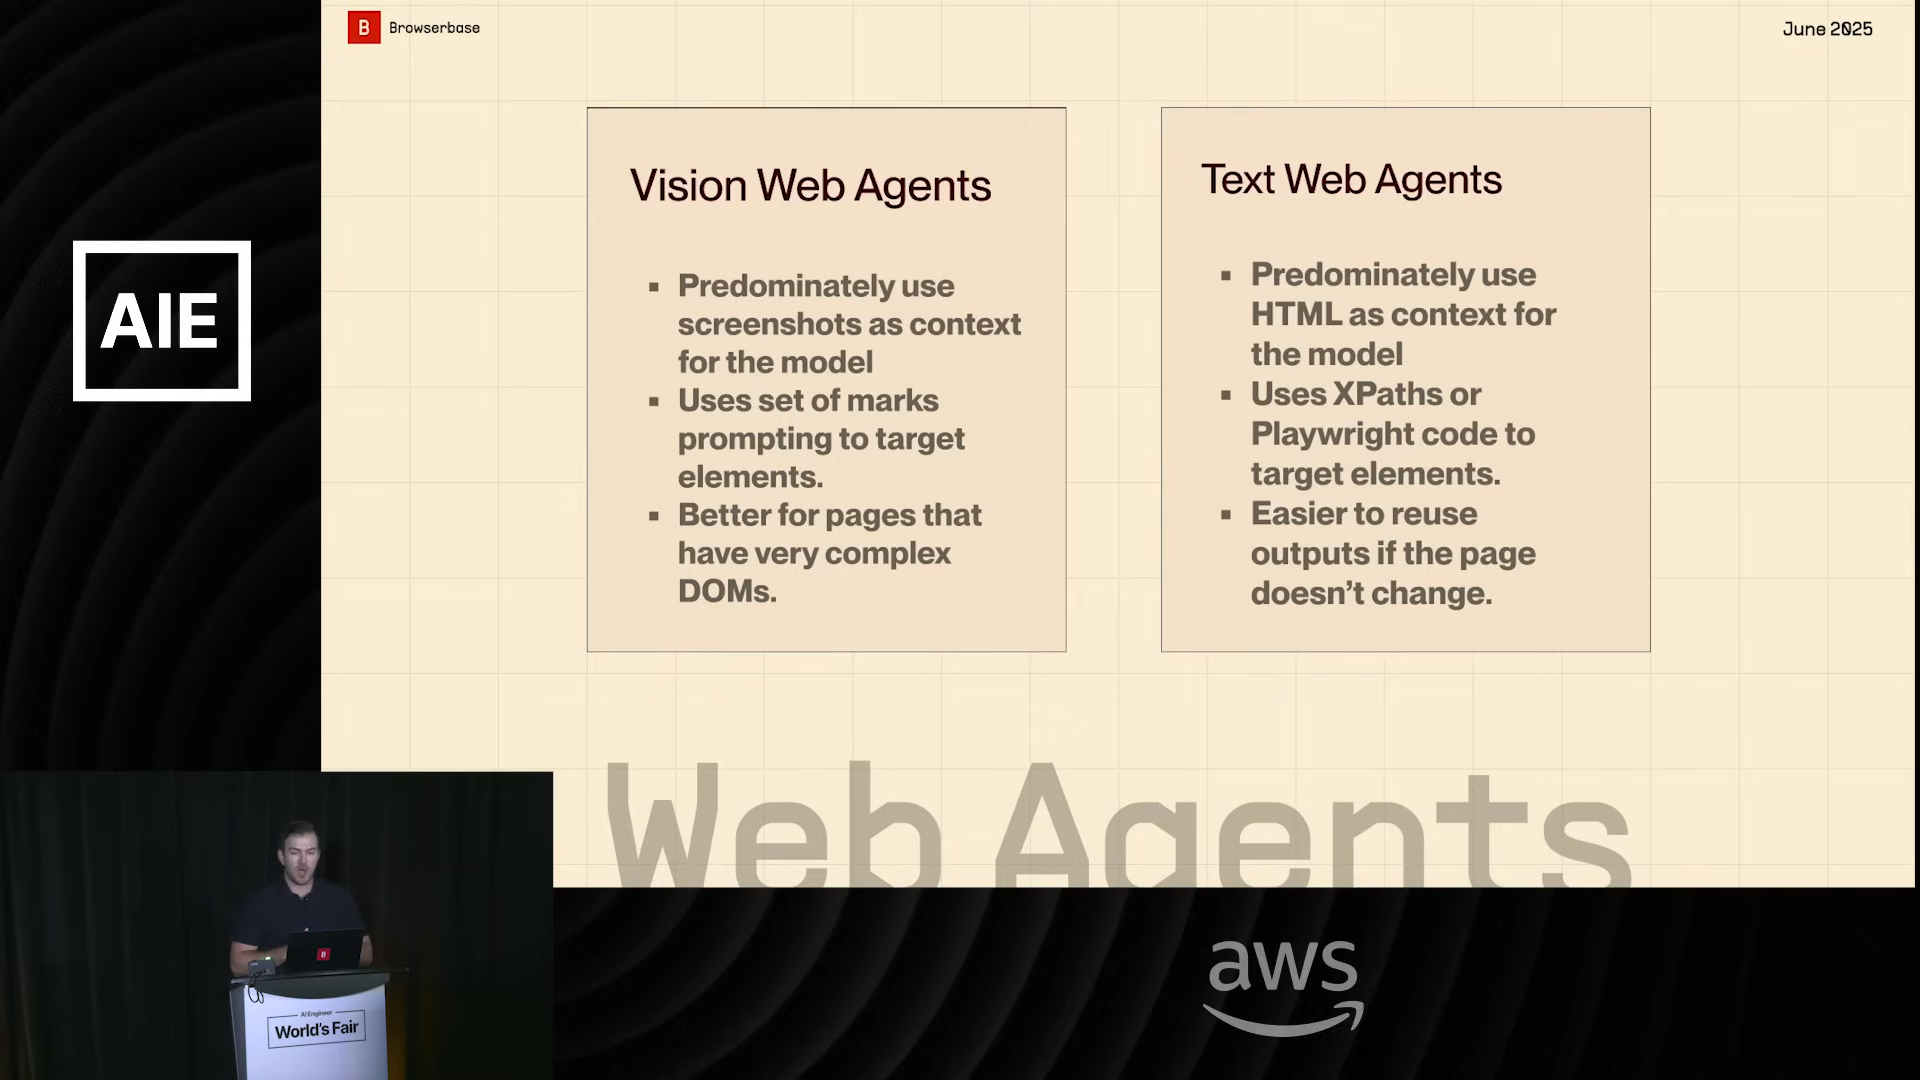 B Browserbase
June 2025
AIE
Vision Web Agents
▪ Predominately use
screenshots as context
for the model
▪ Uses set of marks
prompting to target
elements.
▪ Better for pages that
have very complex
DOMs.
Text Web Agents
▪ Predominately use
HTML as context for
the model
▪ Uses XPaths or
Playwright code to
target elements.
▪ Easier to reuse
outputs if the page
doesn’t change.
Web Agents
B
AI Engineer
World's Fair
aws